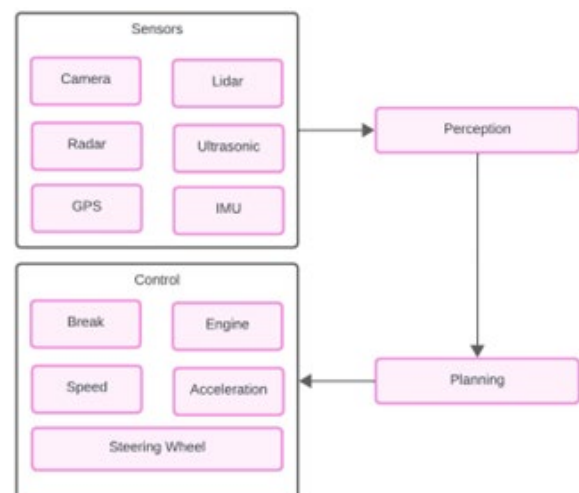 Sensors
Camera
Lidar
Radar
Ultrasonic
GPS
IMU
Perception
Control
Break
Engine
Speed
Acceleration
Steering Wheel
Planning